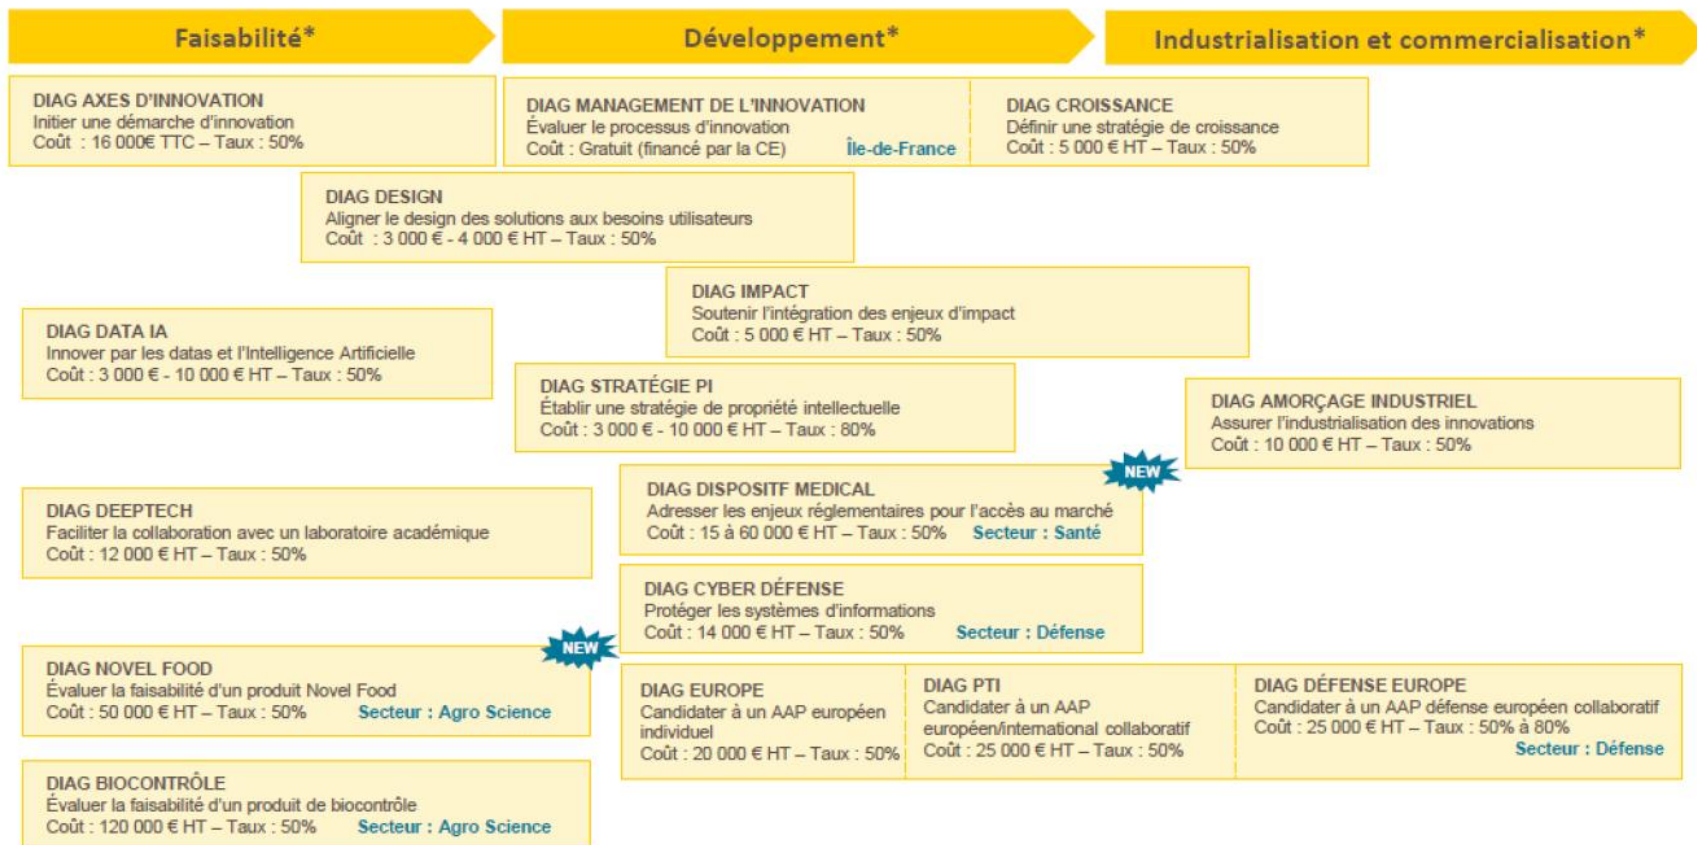 Faisabilité*
Développement*
Industrialisation et commercialisation*
DIAG AXES D'INNOVATION
Initier une démarche d'innovation
Coût : 16 000€ TTC – Taux : 50%
DIAG MANAGEMENT DE L'INNOVATION
Évaluer le processus d'innovation
Coût : Gratuit (financé par la CE) Île-de-France
DIAG CROISSANCE
Définir une stratégie de croissance
Coût : 5 000 € HT – Taux : 50%
DIAG DESIGN
Aligner le design des solutions aux besoins utilisateurs
Coût : 3 000 € - 4 000 € HT – Taux : 50%
DIAG IMPACT
Soutenir l'intégration des enjeux d'impact
Coût : 5 000 € HT – Taux : 50%
DIAG DATA IA
Innover par les datas et l'Intelligence Artificielle
Coût : 3 000 € - 10 000 € HT – Taux : 50%
DIAG STRATÉGIE PI
Établir une stratégie de propriété intellectuelle
Coût : 3 000 € - 10 000 € HT – Taux : 80%
DIAG AMORÇAGE INDUSTRIEL
Assurer l'industrialisation des innovations
Coût : 10 000 € HT – Taux : 50%
NEW
DIAG DISPOSITF MEDICAL
Adresser les enjeux réglementaires pour l'accès au marché
Coût : 15 à 60 000 € HT – Taux : 50% Secteur : Santé
DIAG DEEPTECH
Faciliter la collaboration avec un laboratoire académique
Coût : 12 000 € HT – Taux : 50%
DIAG CYBER DÉFENSE
Protéger les systèmes d'informations
Coût : 14 000 € HT – Taux : 50% Secteur : Défense
NEW
DIAG NOVEL FOOD
Évaluer la faisabilité d'un produit Novel Food
Coût : 50 000 € HT – Taux : 50% Secteur : Agro Science
DIAG EUROPE
Candidater à un AAP européen
individuel
Coût : 20 000 € HT – Taux : 50%
DIAG PTI
Candidater à un AAP
européen/international collaboratif
Coût : 25 000 € HT – Taux : 50%
DIAG DÉFENSE EUROPE
Candidater à un AAP défense européen collaboratif
Coût : 25 000 € HT – Taux : 50% à 80%
Secteur : Défense
DIAG BIOCONTRÔLE
Évaluer la faisabilité d'un produit de biocontrôle
Coût : 120 000 € HT – Taux : 50% Secteur : Agro Science